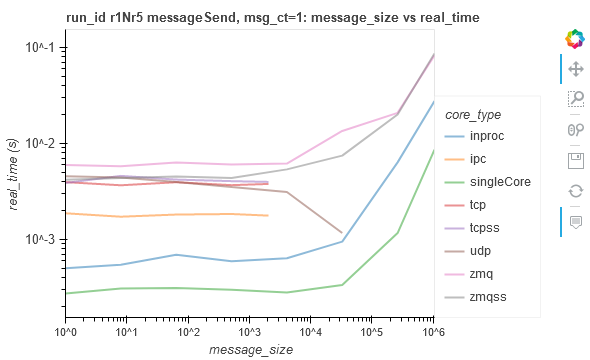 run_id r1Nr5 messageSend, msg_ct=1: message_size vs real_time
10^-1
10^-2
10^-3
real_time (s)
core_type
inproc
ipc
singleCore
tcp
tcpss
udp
zmq
zmqss
10^0 10^1 10^2 10^3 10^4 10^5 10^6
message_size